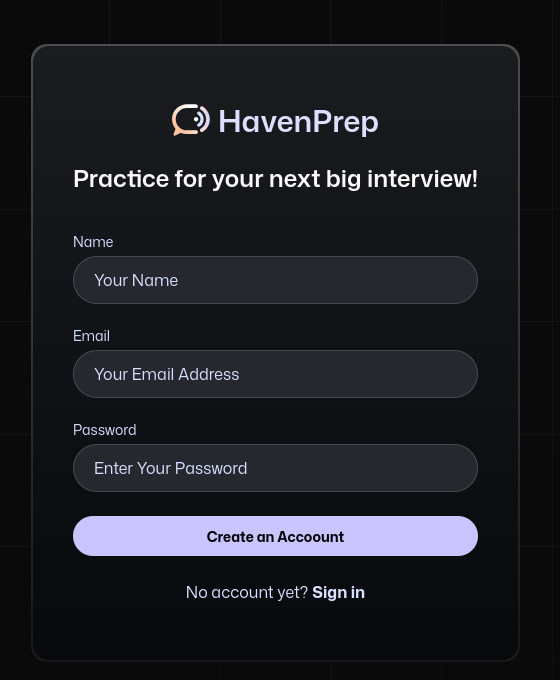 HavenPrep
Practice for your next big interview!
Name
Your Name
Email
Your Email Address
Password
Enter Your Password
Create an Accoount
No account yet? Sign in